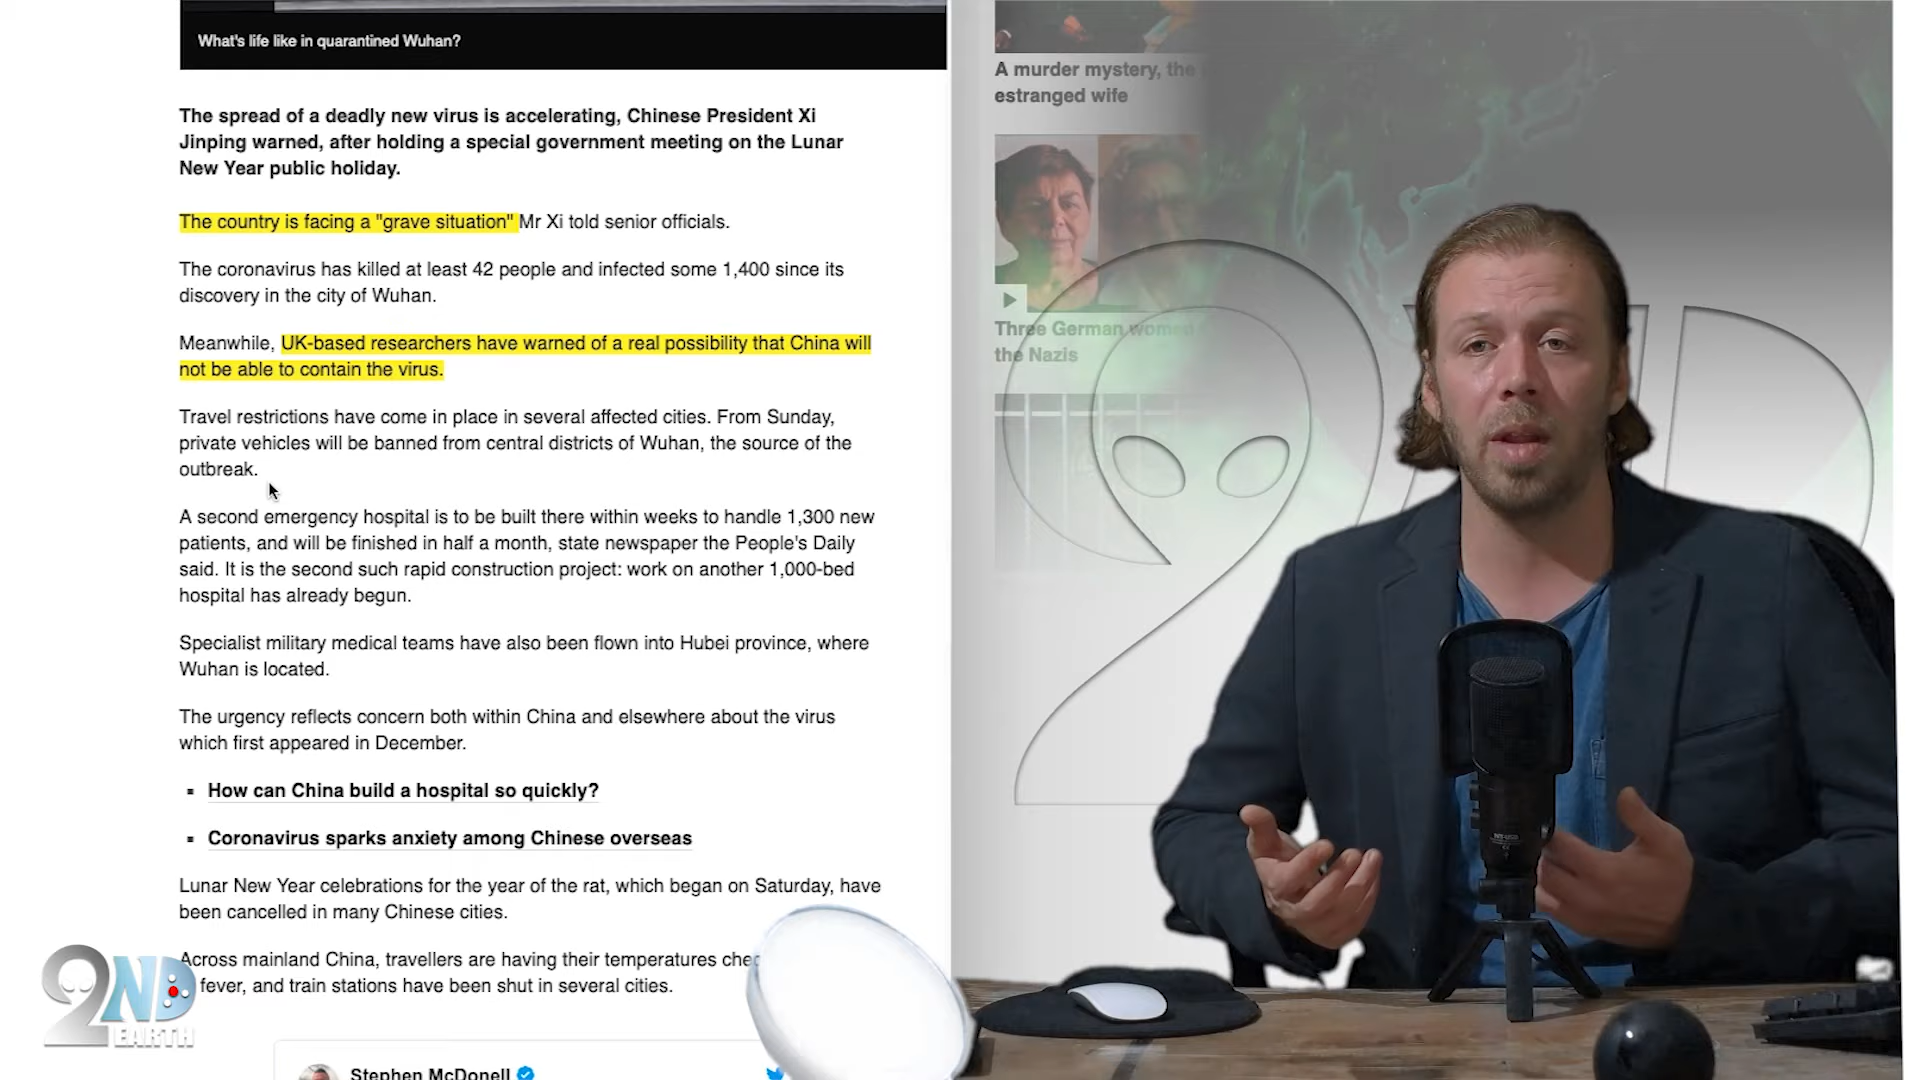 What's life like in quarantined Wuhan?
The spread of a deadly new virus is accelerating, Chinese President Xi
Jinping warned, after holding a special government meeting on the Lunar
New Year public holiday.
The country is facing a "grave situation" Mr Xi told senior officials.
The coronavirus has killed at least 42 people and infected some 1,400 since its
discovery in the city of Wuhan.
Meanwhile, UK-based researchers have warned of a real possibility that China will
not be able to contain the virus.
Travel restrictions have come in place in several affected cities. From Sunday,
private vehicles will be banned from central districts of Wuhan, the source of the
outbreak.
A second emergency hospital is to be built there within weeks to handle 1,300 new
patients, and will be finished in half a month, state newspaper the People's Daily
said. It is the second such rapid construction project: work on another 1,000-bed
hospital has already begun.
Specialist military medical teams have also been flown into Hubei province, where
Wuhan is located.
The urgency reflects concern both within China and elsewhere about the virus
which first appeared in December.
How can China build a hospital so quickly?
Coronavirus sparks anxiety among Chinese overseas
Lunar New Year celebrations for the year of the rat, which began on Saturday, have
been cancelled in many Chinese cities.
Across mainland China, travellers are having their temperatures
fever, and train stations have been shut in several cities.
Stephen McDonell
A murder mystery, the
estranged wife
Three German women
the Nazis
2ND
EARTH